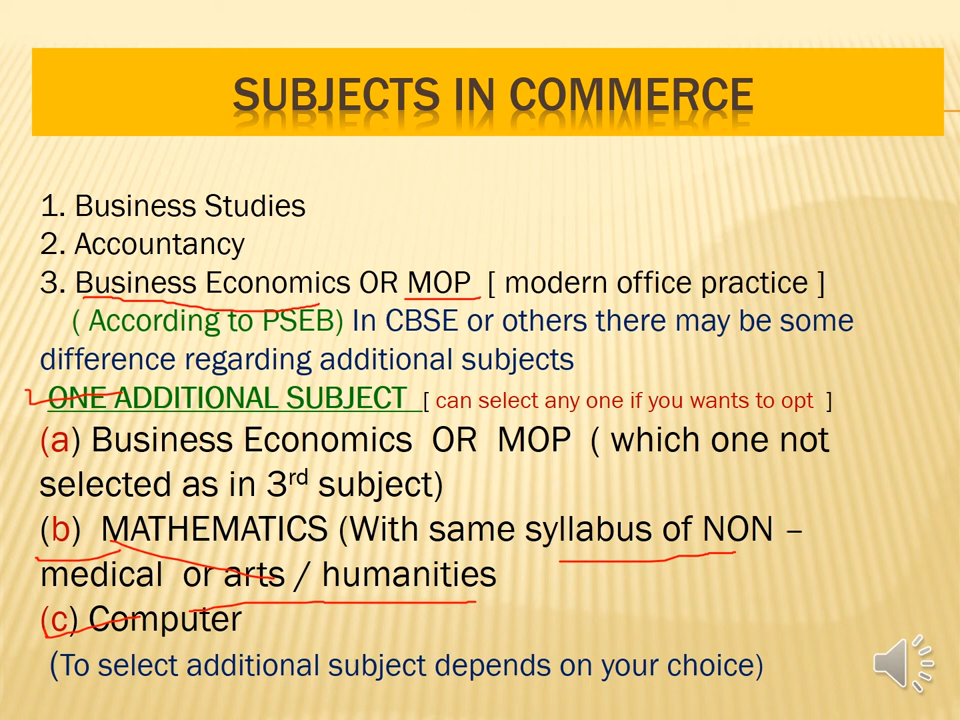 SUBJECTS IN COMMERCE
1. Business Studies
2. Accountancy
3. Business Economics OR MOP [ modern office practice ]
( According to PSEB) In CBSE or others there may be some
difference regarding additional subjects
ONE ADDITIONAL SUBJECT [ can select any one if you wants to opt ]
(a) Business Economics OR MOP ( which one not
selected as in 3rd subject)
(b) MATHEMATICS (With same syllabus of NON –
medical or arts / humanities
(c) Computer
(To select additional subject depends on your choice)